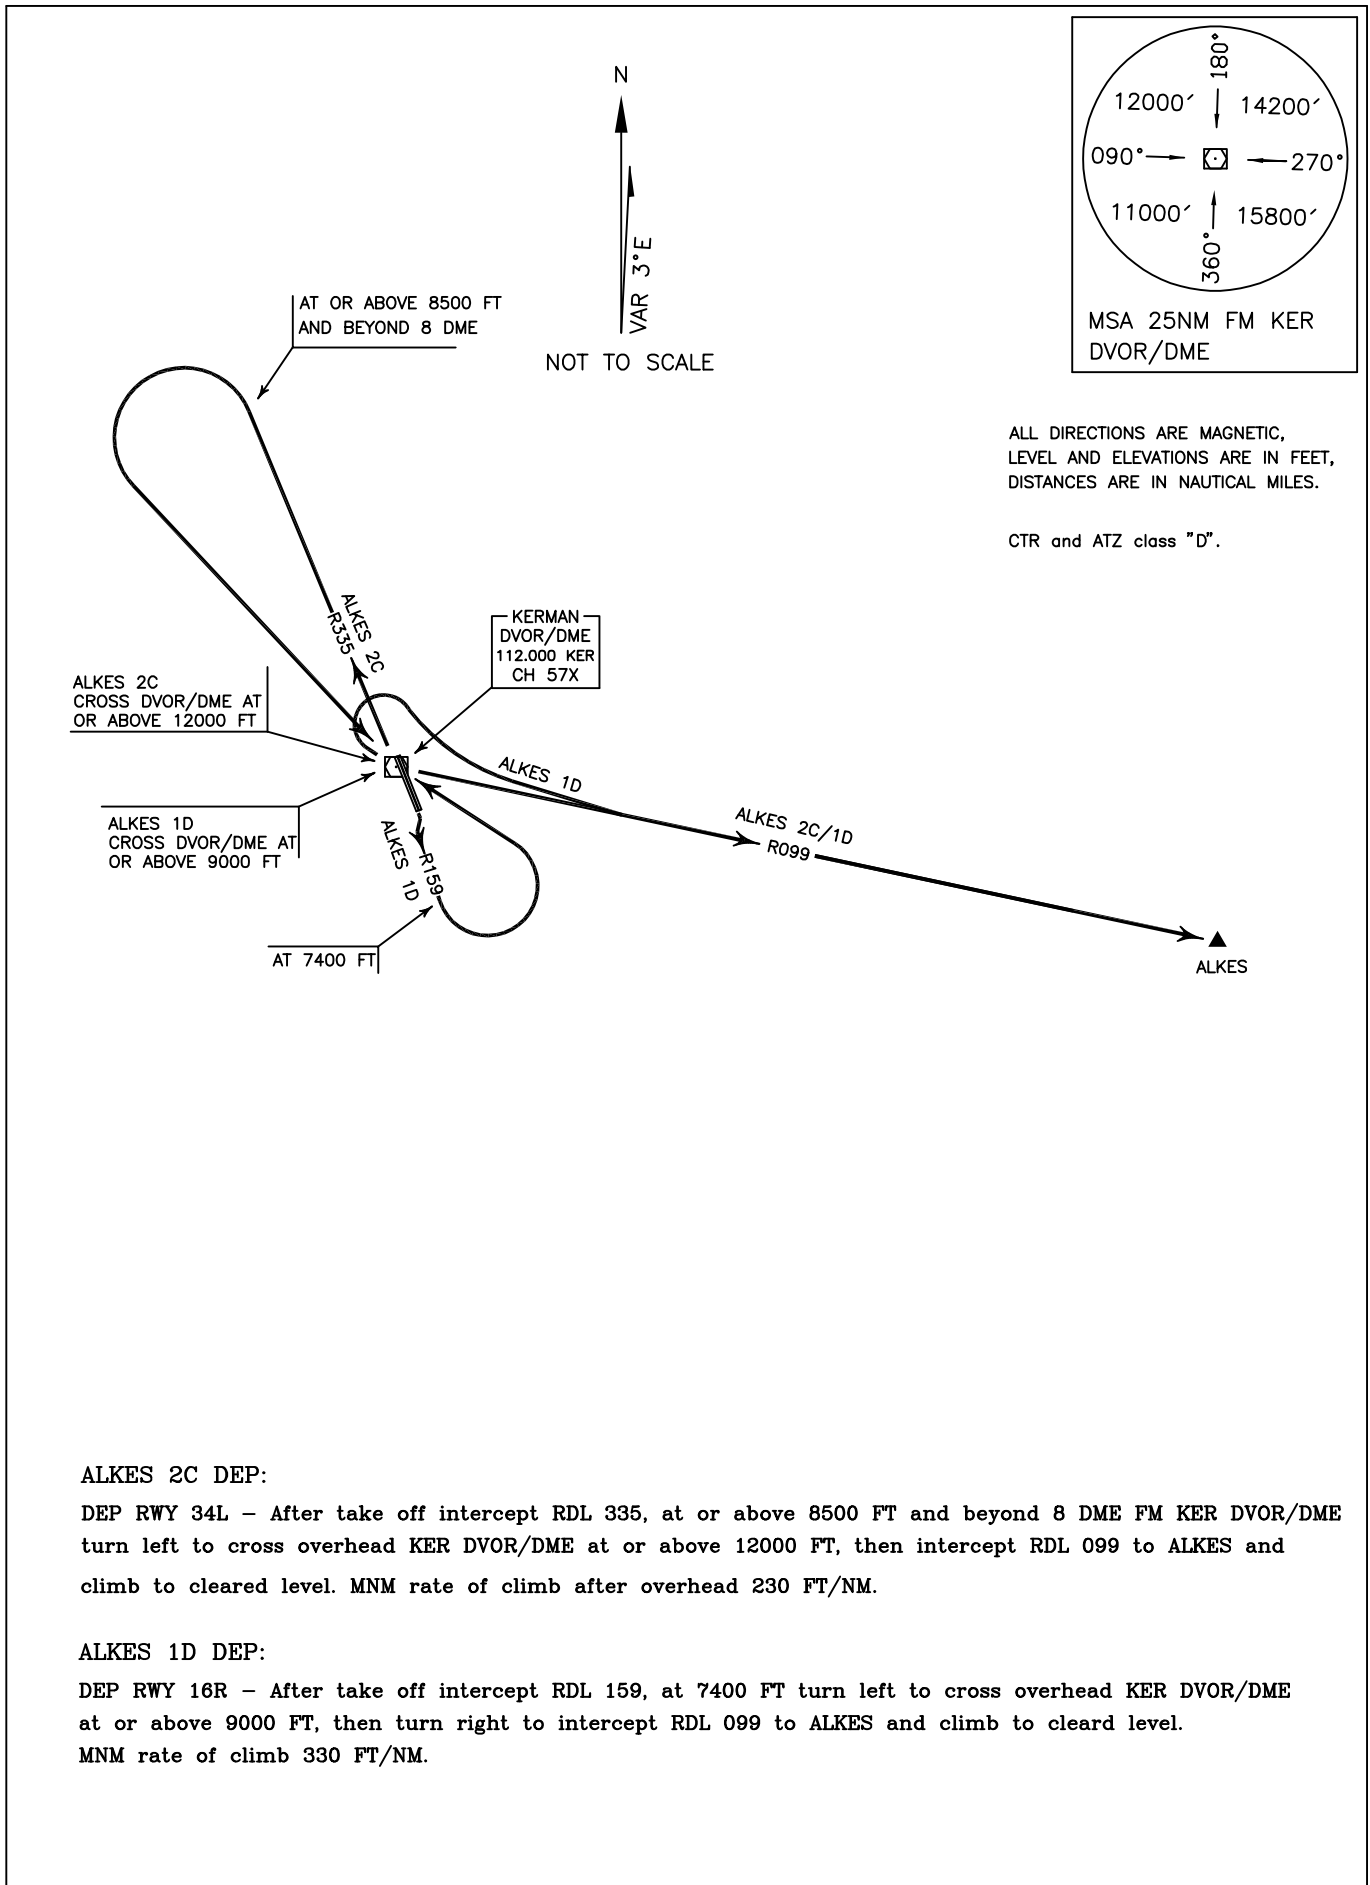 N
VAR 3°E
NOT TO SCALE
180°
12000′ 14200′
090° 270°
11000′ 15800′
360°
MSA 25NM FM KER
DVOR/DME
AT OR ABOVE 8500 FT
AND BEYOND 8 DME
ALL DIRECTIONS ARE MAGNETIC,
LEVEL AND ELEVATIONS ARE IN FEET,
DISTANCES ARE IN NAUTICAL MILES.
CTR and ATZ class "D".
ALKES 2C
R335
KERMAN
DVOR/DME
112.000 KER
CH 57X
ALKES 2C
CROSS DVOR/DME AT
OR ABOVE 12000 FT
ALKES 1D
ALKES 1D
CROSS DVOR/DME AT
OR ABOVE 9000 FT
ALKES 1D
R159
ALKES 2C/1D
R099
AT 7400 FT
ALKES
ALKES 2C DEP:
DEP RWY 34L – After take off intercept RDL 335, at or above 8500 FT and beyond 8 DME FM KER DVOR/DME
turn left to cross overhead KER DVOR/DME at or above 12000 FT, then intercept RDL 099 to ALKES and
climb to cleared level. MNM rate of climb after overhead 230 FT/NM.
ALKES 1D DEP:
DEP RWY 16R – After take off intercept RDL 159, at 7400 FT turn left to cross overhead KER DVOR/DME
at or above 9000 FT, then turn right to intercept RDL 099 to ALKES and climb to cleard level.
MNM rate of climb 330 FT/NM.